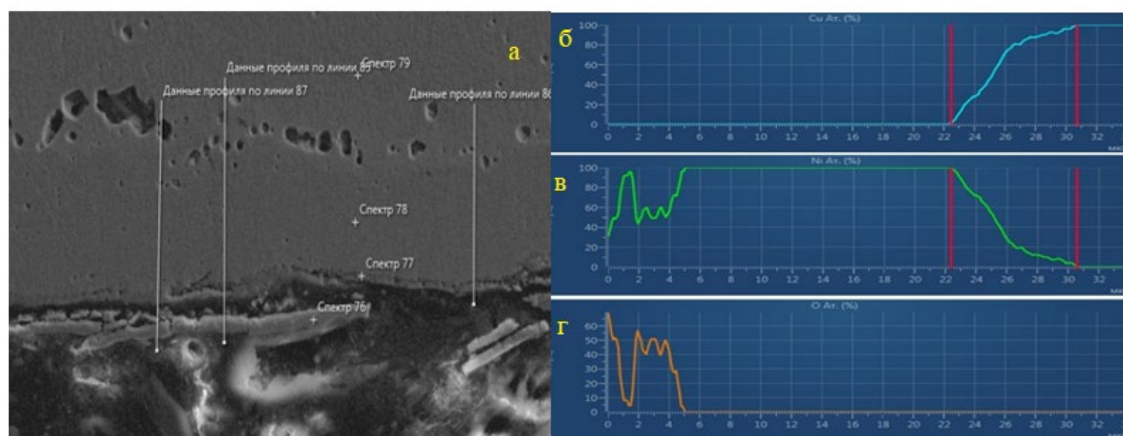 а
Данные профиля по линии 85
Спектр 79
Данные профиля по линии 87
Данные профиля по линии 86
Спектр 78
Спектр 77
Спектр 76
б
Cu Ат. (%)
100
80
60
40
20
0
0 2 4 6 8 10 12 14 16 18 20 22 24 26 28 30 32
в
Ni Ат. (%)
100
80
60
40
20
0
0 2 4 6 8 10 12 14 16 18 20 22 24 26 28 30 32
г
O Ат. (%)
60
50
40
30
20
10
0
0 2 4 6 8 10 12 14 16 18 20 22 24 26 28 30 32